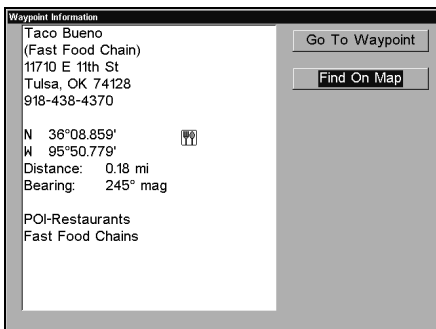 Waypoint Information
Taco Bueno
(Fast Food Chain)
11710 E 11th St
Tulsa, OK 74128
918-438-4370
N 36°08.859'
W 95°50.779'
Distance: 0.18 mi
Bearing: 245° mag
POI-Restaurants
Fast Food Chains
Go To Waypoint
Find On Map